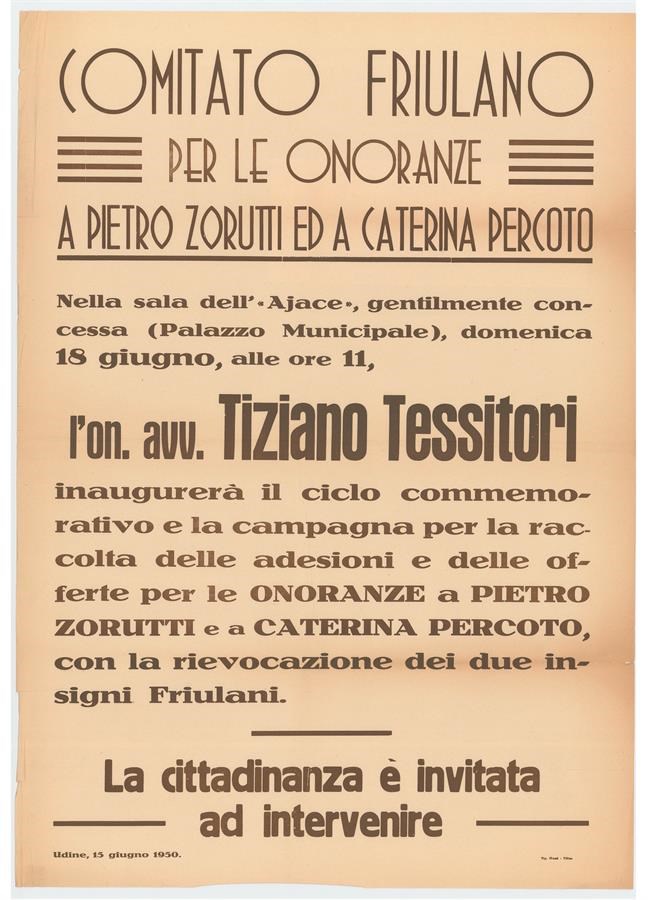 COMITATO FRIULANO
PER LE ONORANZE
A PIETRO ZORUTTI ED A CATERINA PERCOTO
Nella sala dell'«Ajace», gentilmente con-
cessa (Palazzo Municipale), domenica
18 giugno, alle ore 11,
l'on. avv. Tiziano Tessitori
inaugurerà il ciclo commemo-
rativo e la campagna per la rac-
colta delle adesioni e delle of-
ferte per le ONORANZE a PIETRO
ZORUTTI e a CATERINA PERCOTO,
con la rievocazione dei due in-
signi Friulani.
La cittadinanza è invitata
ad intervenire
Udine, 15 giugno 1950.